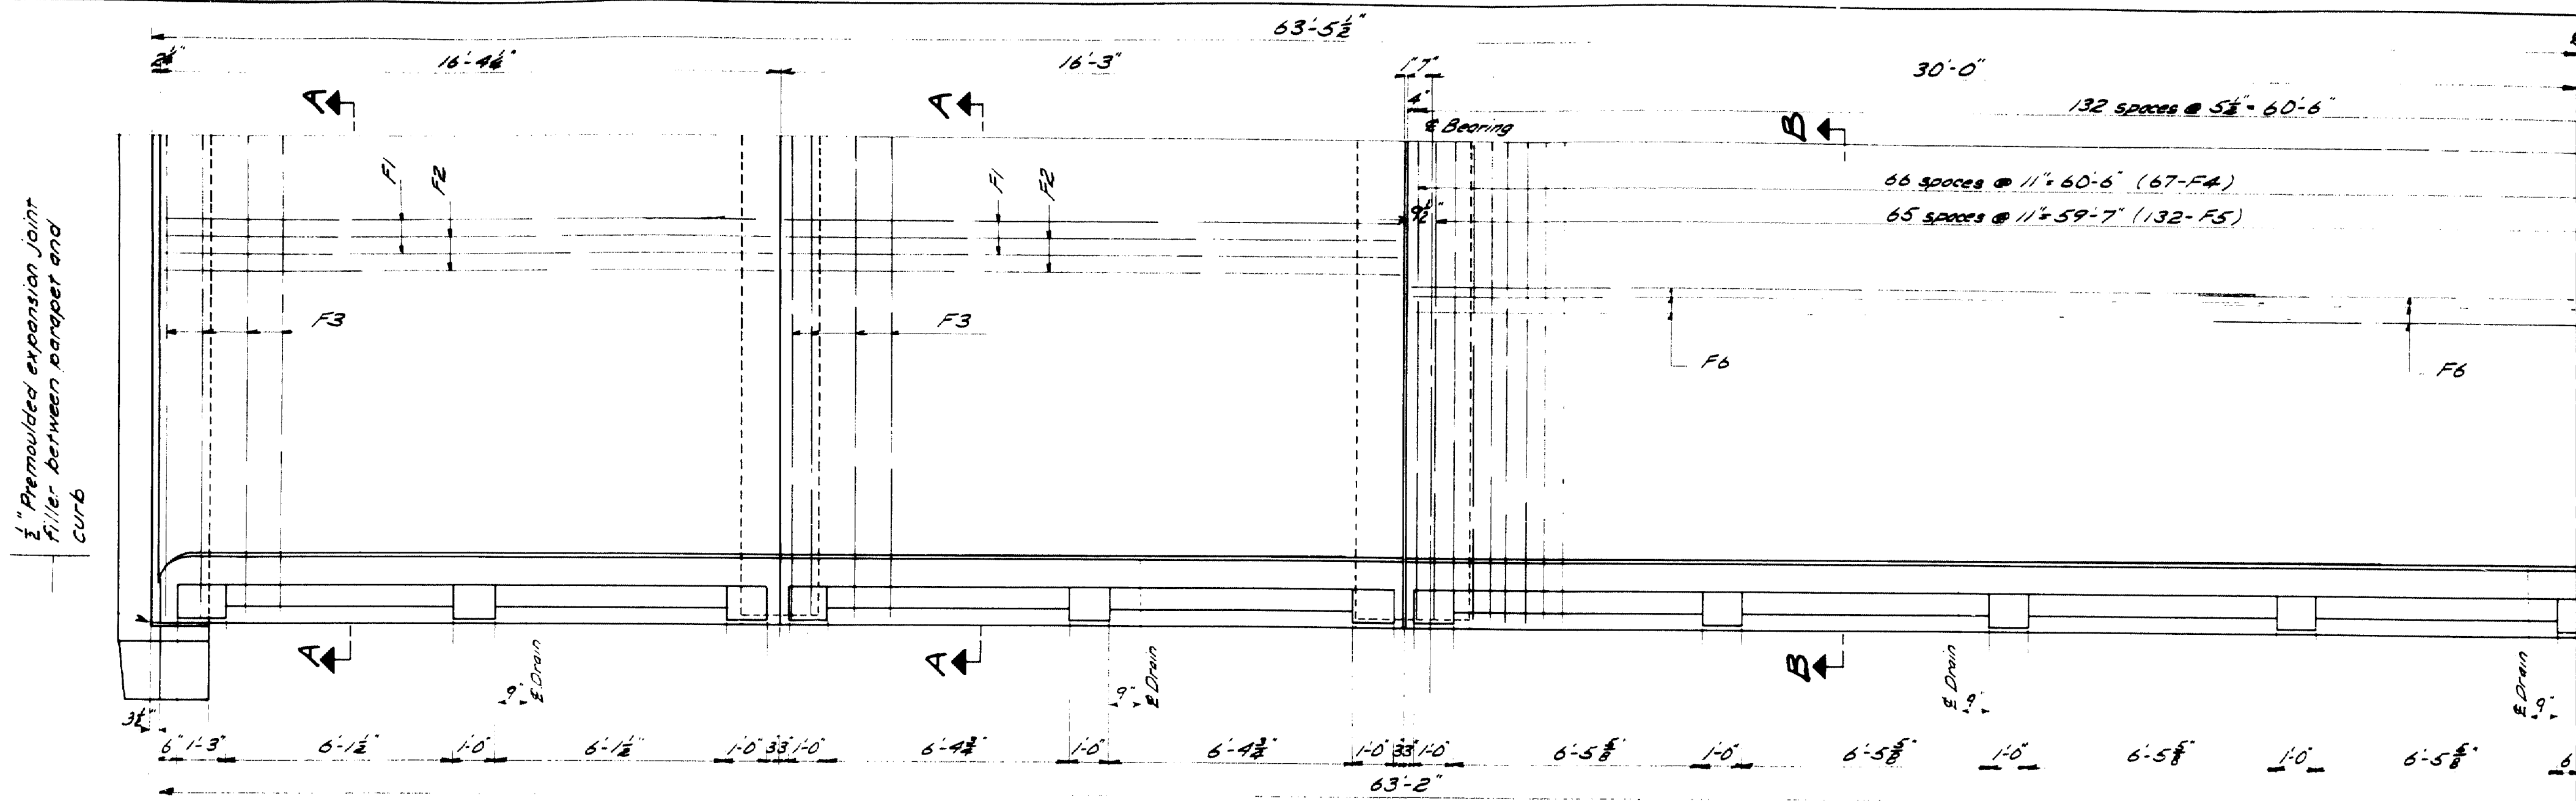 63'-5½"
2¼"
16'-4¼"
16'-3"
1"
7"
30'-0"
4"
132 spaces @ 5½" = 60'-6"
A
A
B
℄ Bearing
F1
F2
F1
F2
66 spaces @ 11" = 60'-6" (67-F4)
9½"
65 spaces @ 11" = 59'-7" (132-F5)
½" Premoulded expansion joint
filler between parapet and
curb
F3
F3
F6
F6
A
A
B
9"
℄ Drain
9"
℄ Drain
℄ Drain
9"
℄ Drain
9"
3½"
6" 1'-3" 6'-1½" 1'-0" 6'-1½" 1'-0" 3" 3" 1'-0" 6'-4¾" 1'-0" 6'-4¾" 1'-0" 3" 3" 1'-0" 6'-5⅝" 1'-0" 6'-5⅝" 1'-0" 6'-5⅝" 1'-0" 6'-5⅝" 6
63'-2"